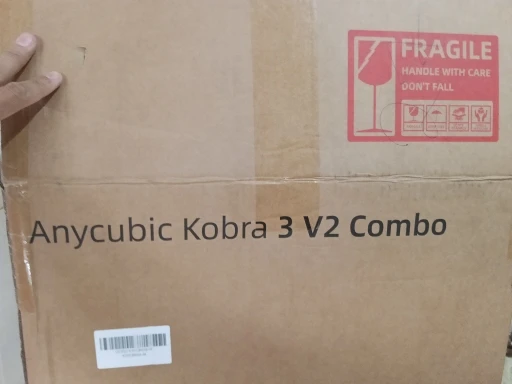 FRAGILE
HANDLE WITH CARE
DON'T FALL
Anycubic Kobra 3 V2 Combo